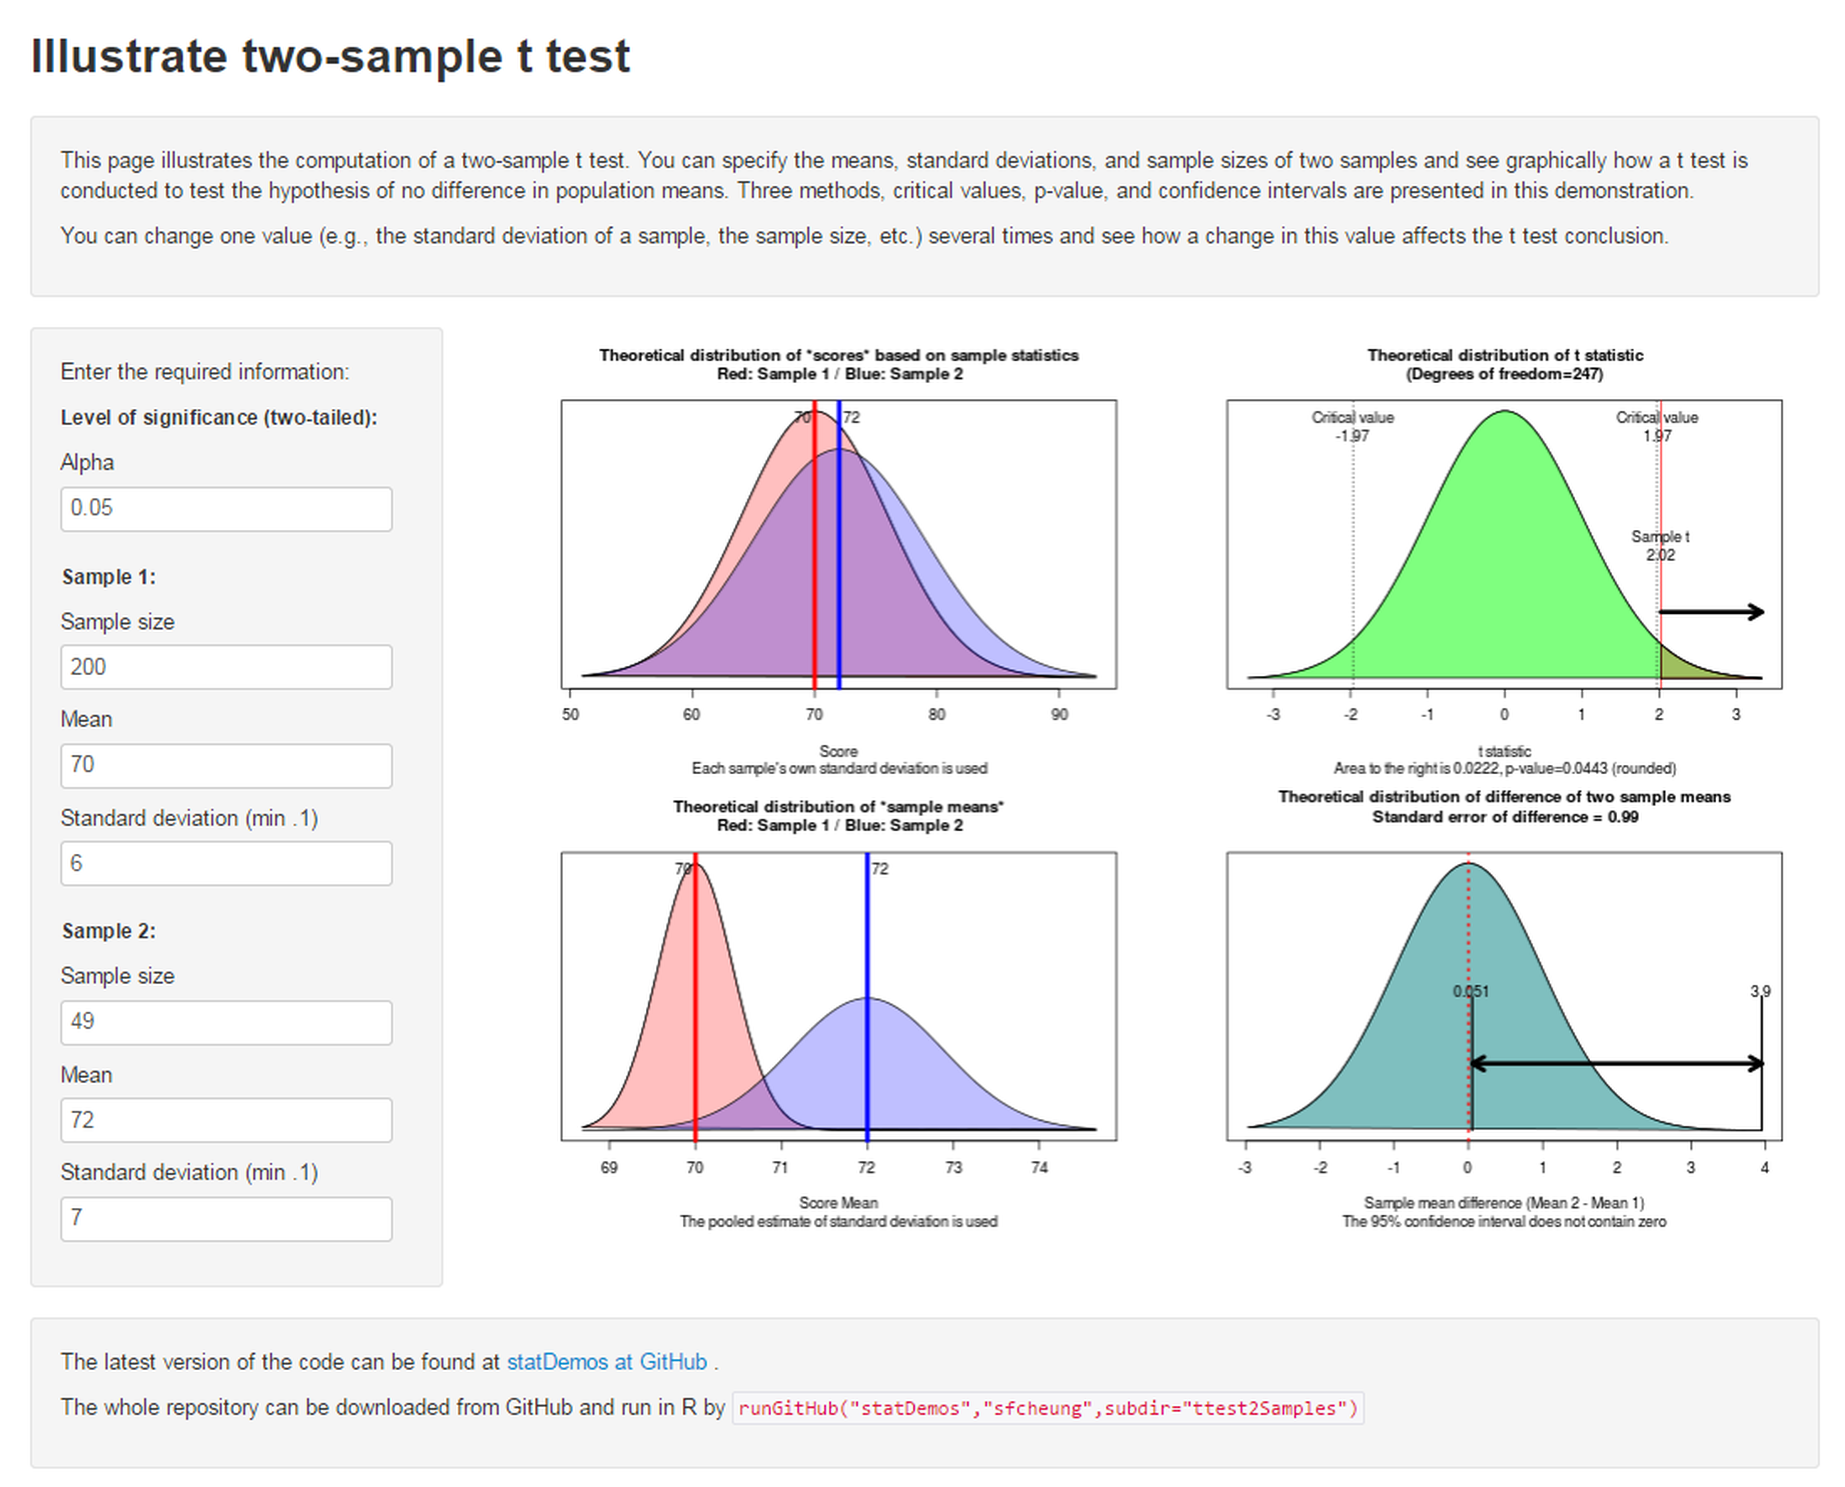 Illustrate two-sample t test
This page illustrates the computation of a two-sample t test. You can specify the means, standard deviations, and sample sizes of two samples and see graphically how a t test is
conducted to test the hypothesis of no difference in population means. Three methods, critical values, p-value, and confidence intervals are presented in this demonstration.
You can change one value (e.g., the standard deviation of a sample, the sample size, etc.) several times and see how a change in this value affects the t test conclusion.
Enter the required information:
Level of significance (two-tailed):
Alpha
0.05
Sample 1:
Sample size
200
Mean
70
Standard deviation (min .1)
6
Sample 2:
Sample size
49
Mean
72
Standard deviation (min .1)
7
Theoretical distribution of *scores* based on sample statistics
Red: Sample 1 / Blue: Sample 2
70 72
50 60 70 80 90
Score
Each sample's own standard deviation is used
Theoretical distribution of t statistic
(Degrees of freedom=247)
Critical value Critical value
-1.97 1.97
Sample t
2.02
-3 -2 -1 0 1 2 3
t statistic
Area to the right is 0.0222, p-value=0.0443 (rounded)
Theoretical distribution of *sample means*
Red: Sample 1 / Blue: Sample 2
70 72
69 70 71 72 73 74
Score Mean
The pooled estimate of standard deviation is used
Theoretical distribution of difference of two sample means
Standard error of difference = 0.99
0.051 3.9
-3 -2 -1 0 1 2 3 4
Sample mean difference (Mean 2 - Mean 1)
The 95% confidence interval does not contain zero
The latest version of the code can be found at statDemos at GitHub .
The whole repository can be downloaded from GitHub and run in R by runGitHub("statDemos","sfcheung",subdir="ttest2Samples")